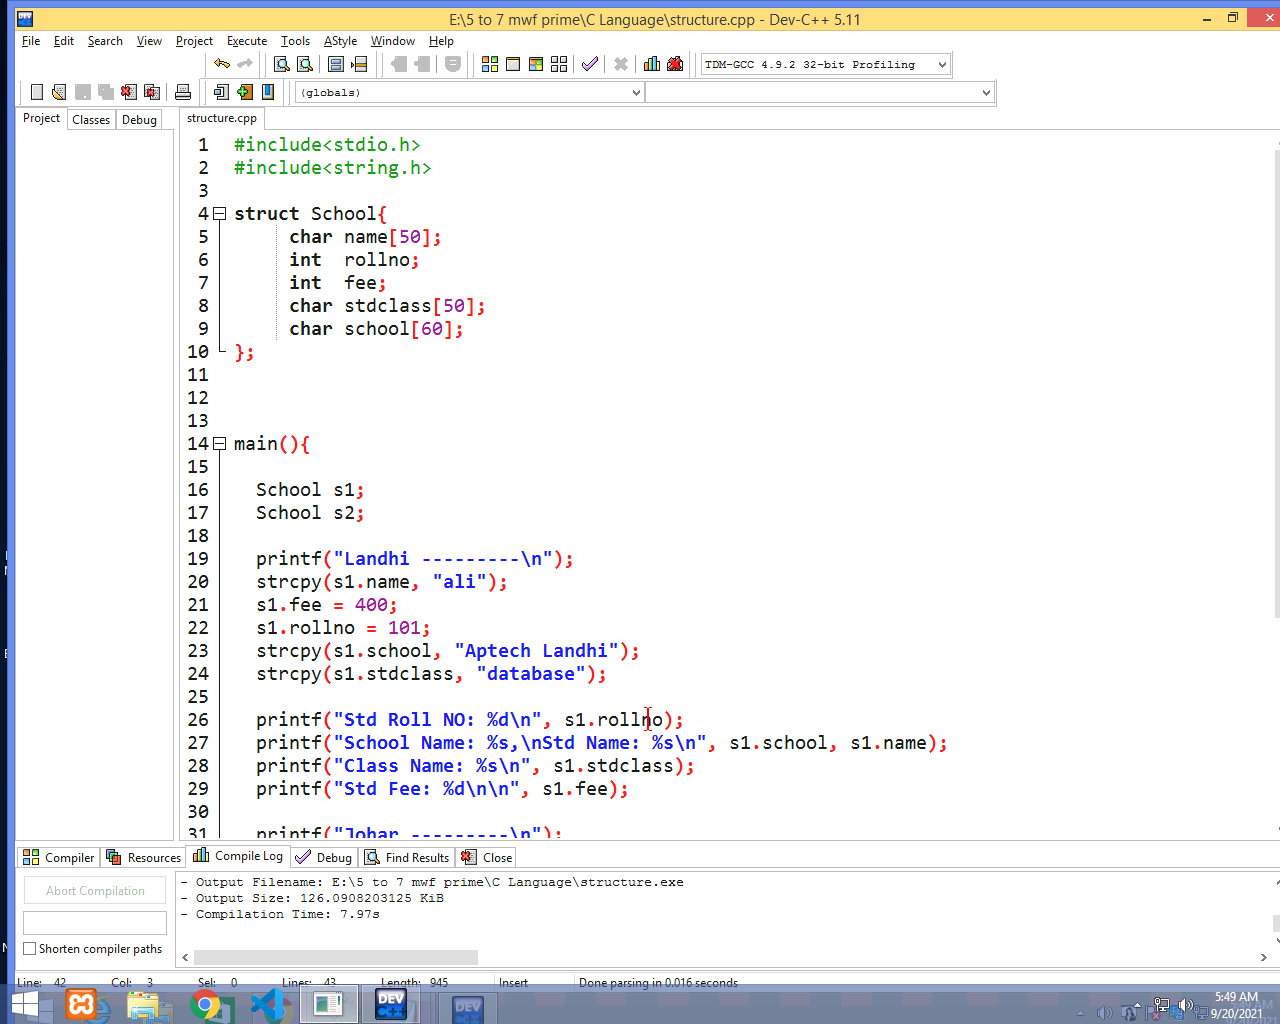 E:\5 to 7 mwf prime\C Language\structure.cpp - Dev-C++ 5.11
File Edit Search View Project Execute Tools AStyle Window Help
TDM-GCC 4.9.2 32-bit Profiling
(globals)
Project Classes Debug structure.cpp
1 #include<stdio.h>
2 #include<string.h>
3
4 struct School{
5 char name[50];
6 int rollno;
7 int fee;
8 char stdclass[50];
9 char school[60];
10 };
11
12
13
14 main(){
15
16 School s1;
17 School s2;
18
19 printf("Landhi ---------\n");
20 strcpy(s1.name, "ali");
21 s1.fee = 400;
22 s1.rollno = 101;
23 strcpy(s1.school, "Aptech Landhi");
24 strcpy(s1.stdclass, "database");
25
26 printf("Std Roll NO: %d\n", s1.rollno);
27 printf("School Name: %s,\nStd Name: %s\n", s1.school, s1.name);
28 printf("Class Name: %s\n", s1.stdclass);
29 printf("Std Fee: %d\n\n", s1.fee);
30
31 printf("Johar ---------\n");
Compiler Resources Compile Log Debug Find Results Close
Abort Compilation
Shorten compiler paths
- Output Filename: E:\5 to 7 mwf prime\C Language\structure.exe
- Output Size: 126.0908203125 KiB
- Compilation Time: 7.97s
Line: 42 Col: 3 Sel: 0 Lines: 43 Length: 945 Insert Done parsing in 0.016 seconds
DEV C++
DEV
5:49 AM
9/20/2021